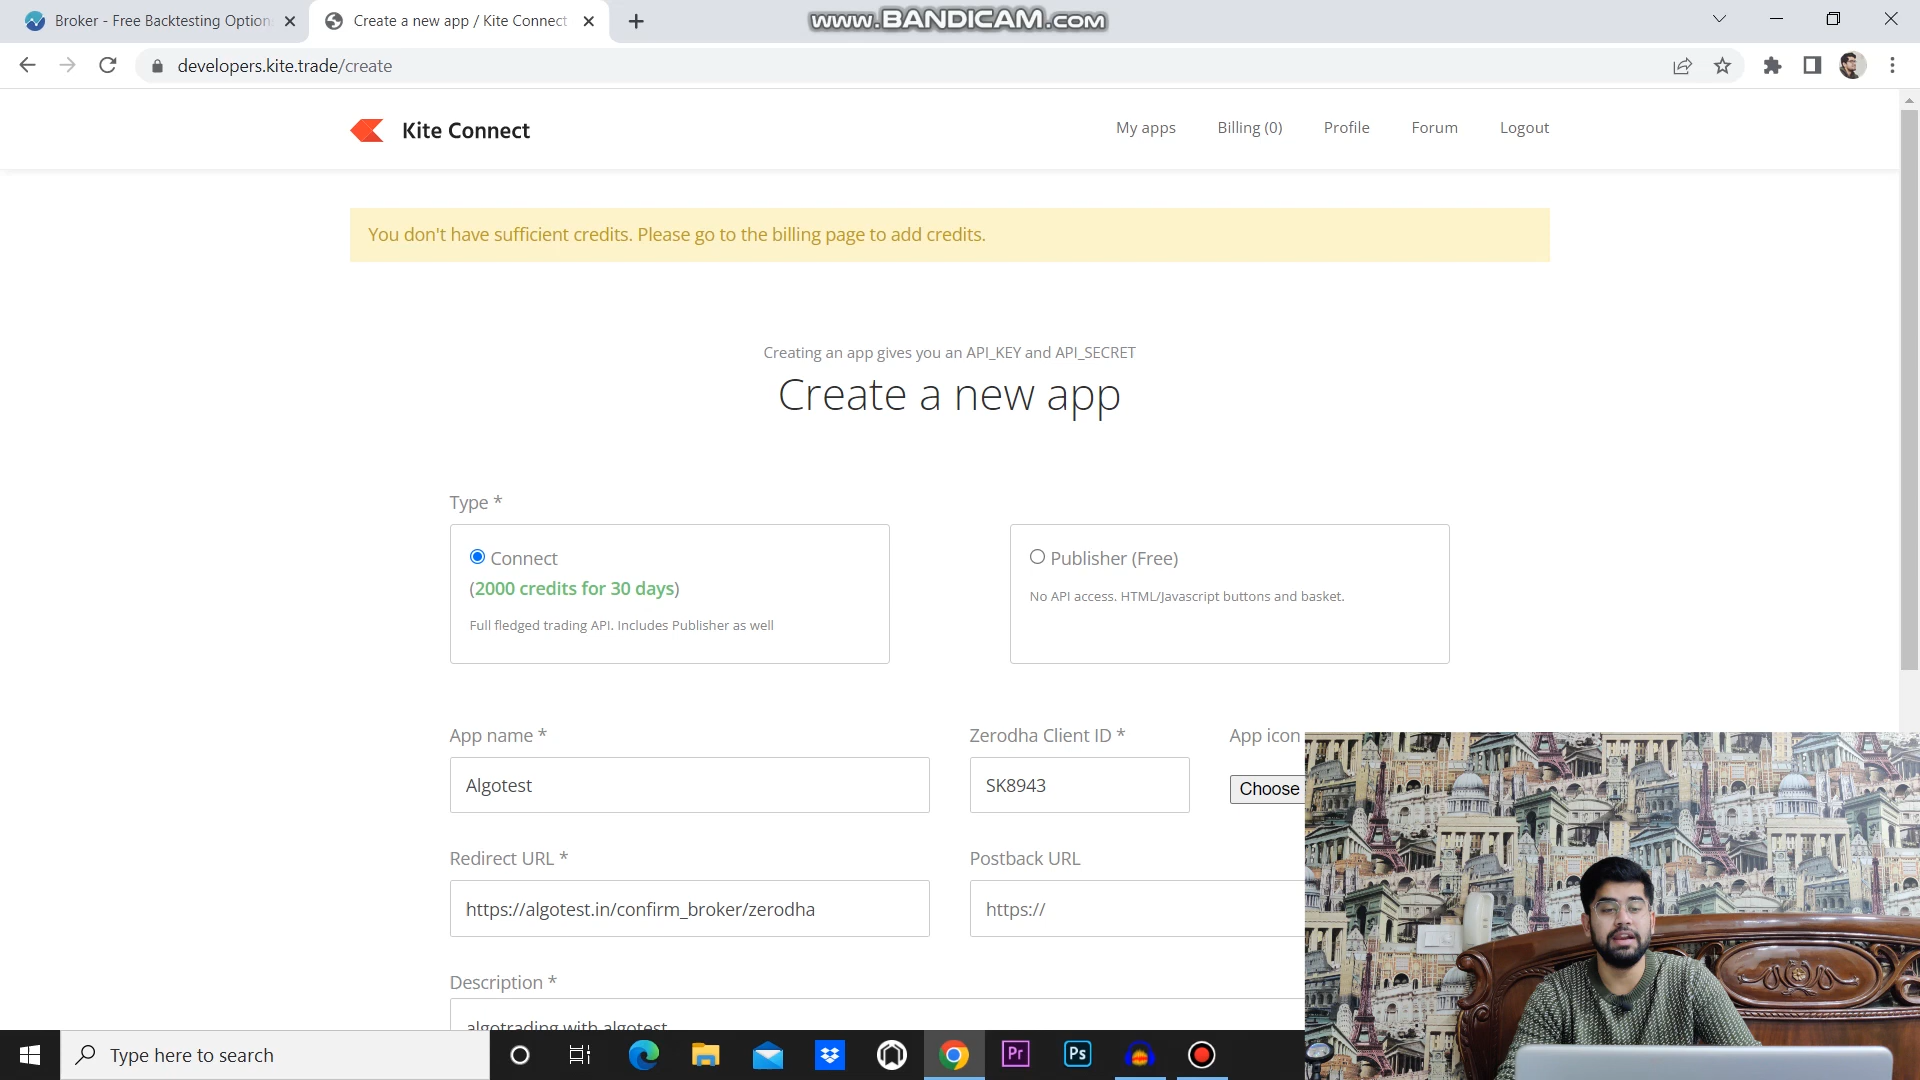 Broker - Free Backtesting Option
Create a new app / Kite Connect
www.BANDICAM.com
developers.kite.trade/create
Kite Connect
My apps
Billing (0)
Profile
Forum
Logout
You don't have sufficient credits. Please go to the billing page to add credits.
Creating an app gives you an API_KEY and API_SECRET
Create a new app
Type *
Connect
(2000 credits for 30 days)
Full fledged trading API. Includes Publisher as well
Publisher (Free)
No API access. HTML/Javascript buttons and basket.
App name *
Zerodha Client ID *
App icon
Algotest
SK8943
Choose
Redirect URL *
Postback URL
https://algotest.in/confirm_broker/zerodha
https://
Description *
algotrading with algotest
Type here to search
Pr
Ps